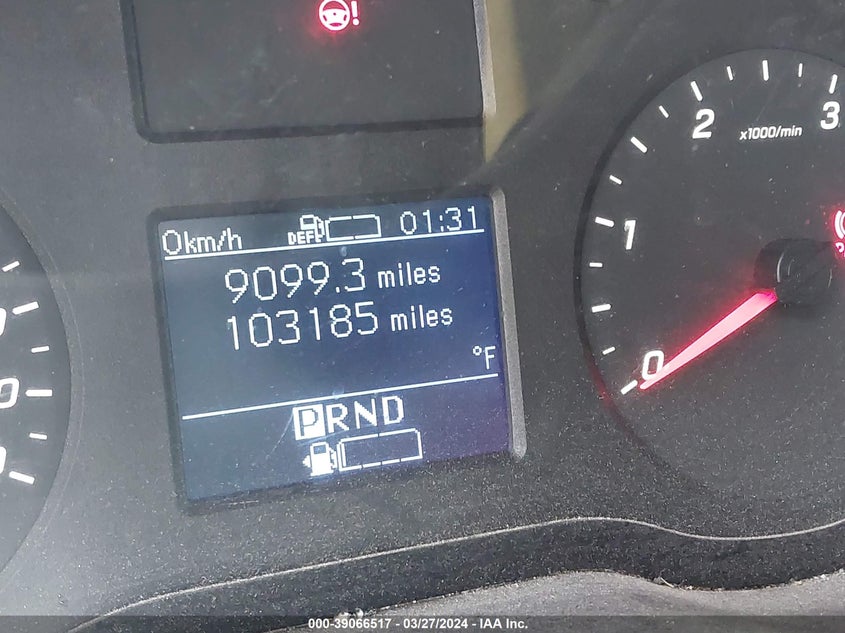 !
2
3
x1000/min
1
0
0km/h DEF 01:31
9099.3 miles
103185 miles
°F
PRND
0
000-39066517 - 03/27/2024 - IAA Inc.